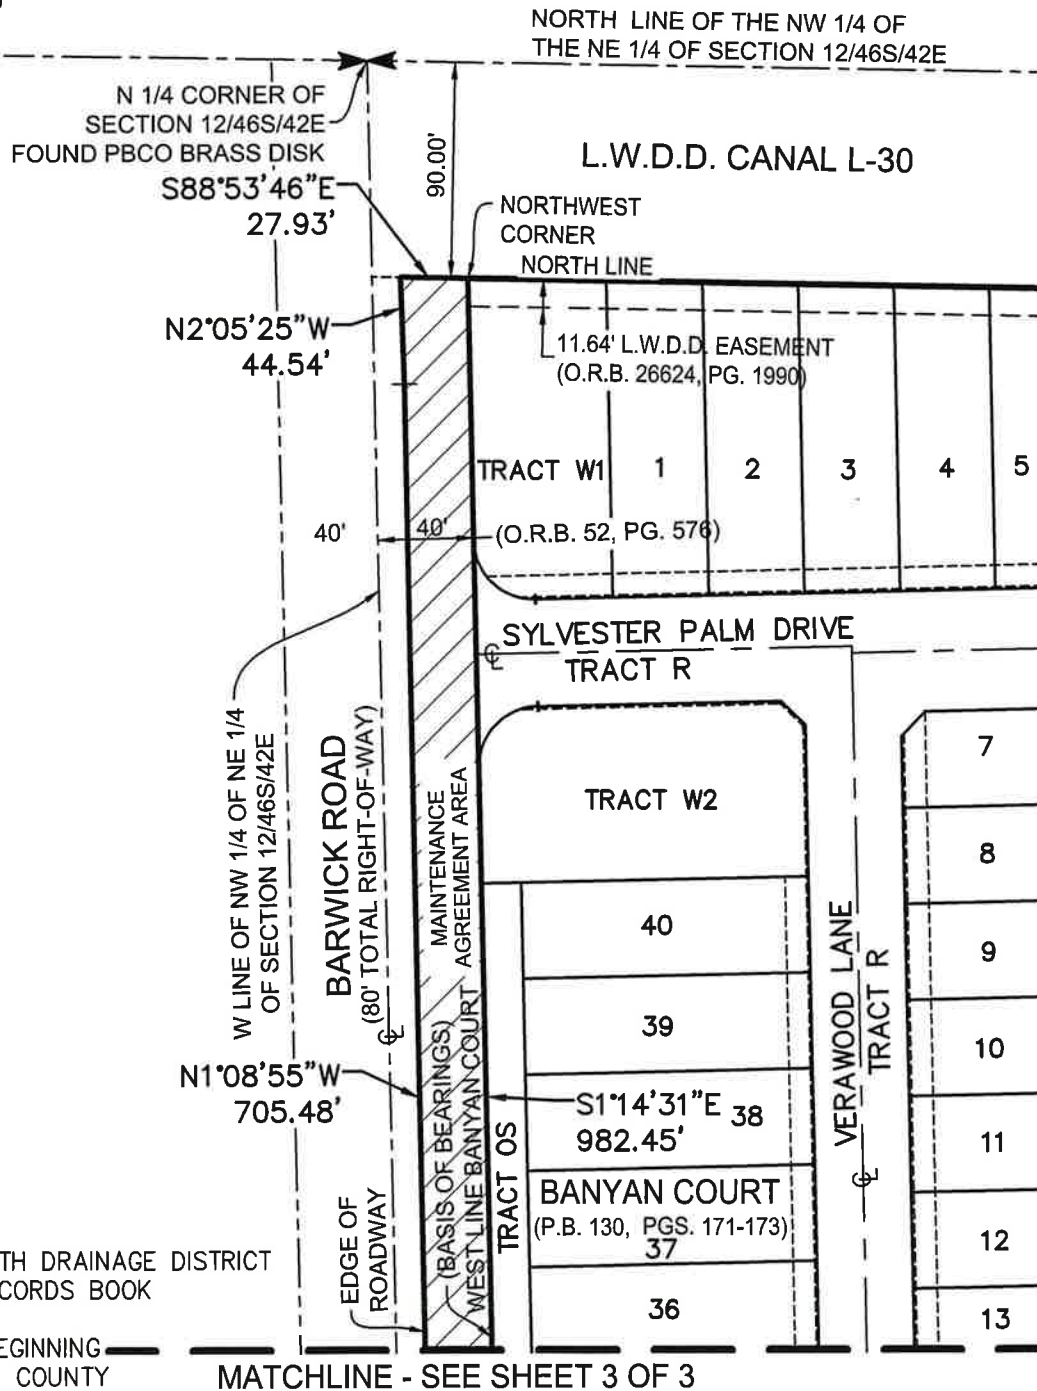 NORTH LINE OF THE NW 1/4 OF
THE NE 1/4 OF SECTION 12/46S/42E
N 1/4 CORNER OF
SECTION 12/46S/42E
FOUND PBCO BRASS DISK
S88°53'46"E
27.93'
90.00'
L.W.D.D. CANAL L-30
NORTHWEST
CORNER
NORTH LINE
N2°05'25"W
44.54'
11.64' L.W.D.D. EASEMENT
(O.R.B. 26624, PG. 1990)
TRACT W1
1
2
3
4
5
40'
40'
(O.R.B. 52, PG. 576)
SYLVESTER PALM DRIVE
TRACT R
W LINE OF NW 1/4 OF NE 1/4
OF SECTION 12/46S/42E
BARWICK ROAD
(80' TOTAL RIGHT-OF-WAY)
MAINTENANCE
AGREEMENT AREA
TRACT W2
7
8
9
10
11
12
13
40
39
38
37
36
VERAWOOD LANE
TRACT R
N1°08'55"W
705.48'
S1°14'31"E
982.45'
(BASIS OF BEARINGS)
WEST LINE BANYAN COURT
TRACT OS
BANYAN COURT
(P.B. 130, PGS. 171-173)
EDGE OF
ROADWAY
TH DRAINAGE DISTRICT
CORDS BOOK
EGINNING
COUNTY
MATCHLINE - SEE SHEET 3 OF 3